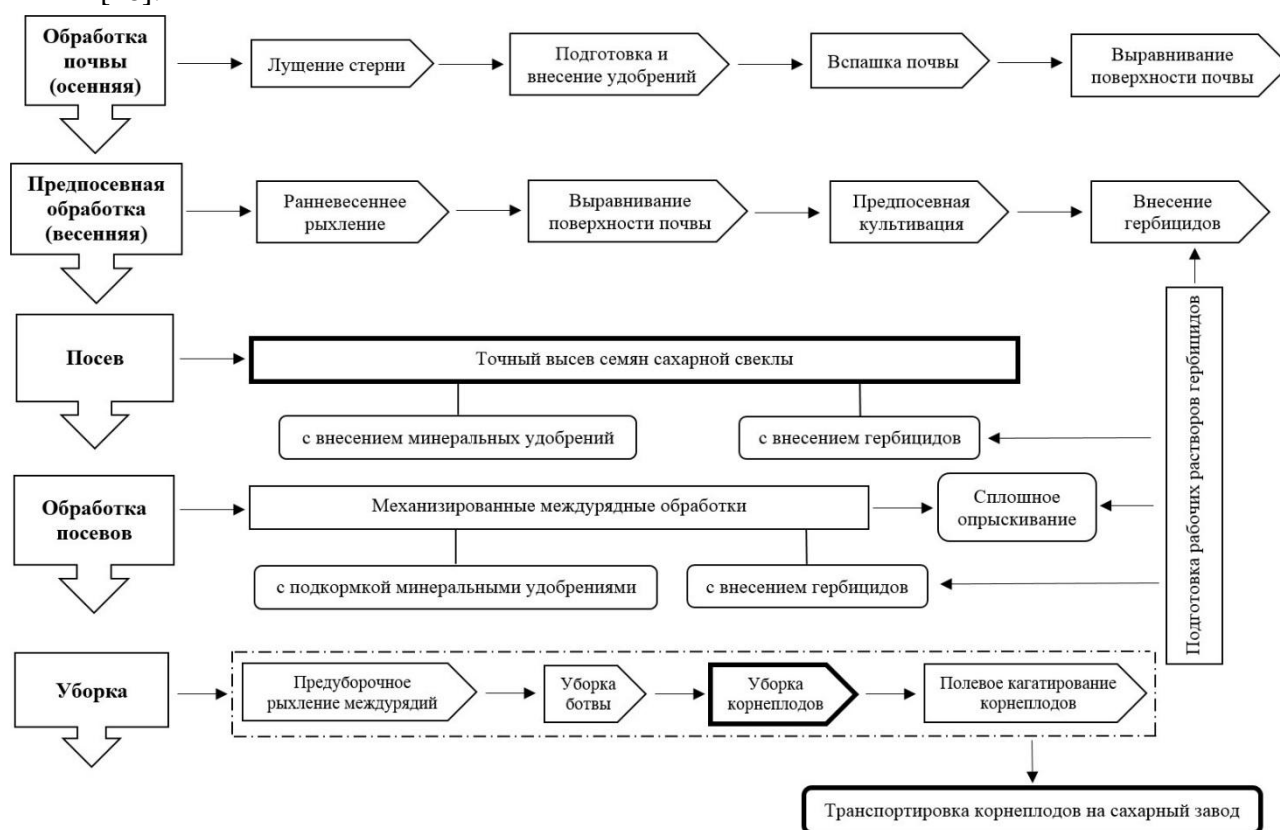 Обработка
почвы
(осенняя)
Лущение стерни
Подготовка и
внесение удобрений
Вспашка почвы
Выравнивание
поверхности почвы
Предпосевная
обработка
(весенняя)
Ранневесеннее
рыхление
Выравнивание
поверхности почвы
Предпосевная
культивация
Внесение
гербицидов
Подготовка рабочих растворов гербицидов
Посев
Точный высев семян сахарной свеклы
с внесением минеральных удобрений
с внесением гербицидов
Обработка
посевов
Механизированные междурядные обработки
Сплошное
опрыскивание
с подкормкой минеральными удобрениями
с внесением гербицидов
Уборка
Предуборочное
рыхление междурядий
Уборка
ботвы
Уборка
корнеплодов
Полевое кагатирование
корнеплодов
Транспортировка корнеплодов на сахарный завод